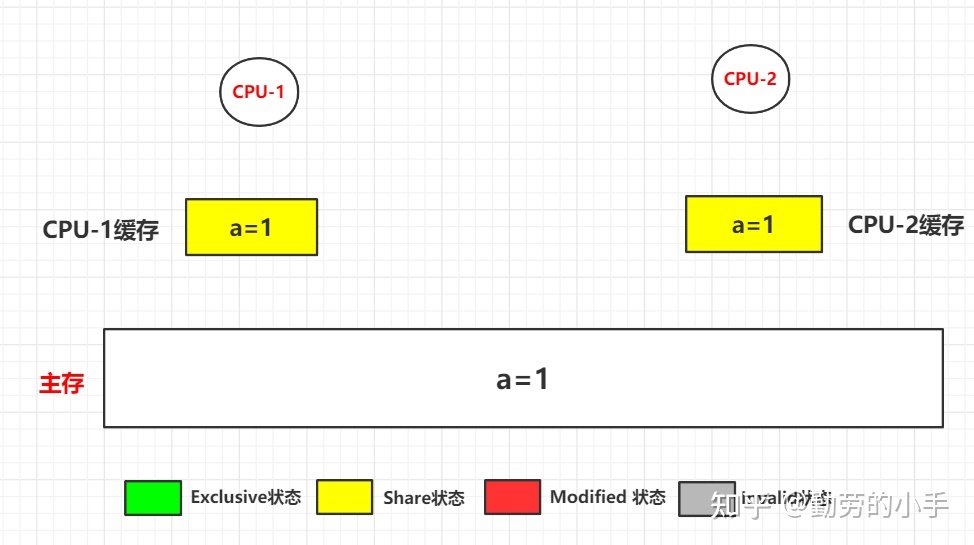 CPU-1
CPU-2
CPU-1缓存
a=1
a=1
CPU-2缓存
主存
a=1
Exclusive状态
Share状态
Modified 状态
invalid状态
知乎 @勤劳的小手